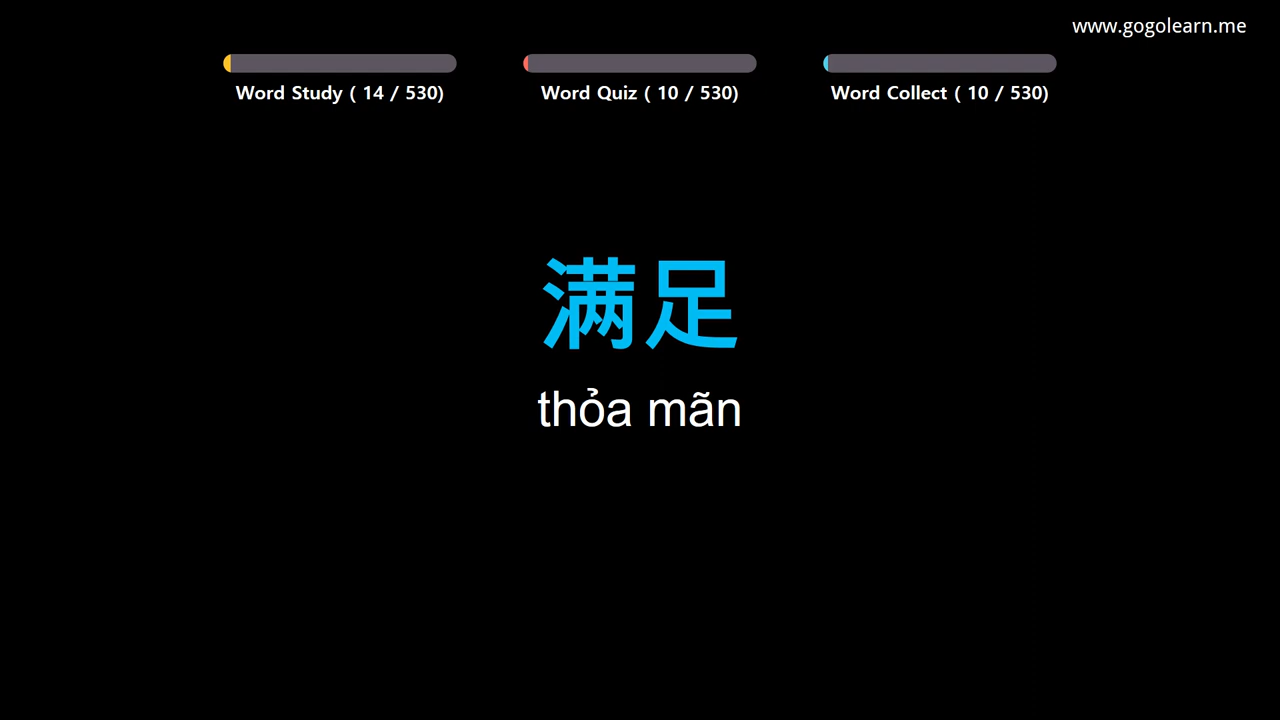 www.gogolearn.me
Word Study ( 14 / 530)
Word Quiz ( 10 / 530)
Word Collect ( 10 / 530)
满足
thỏa mãn